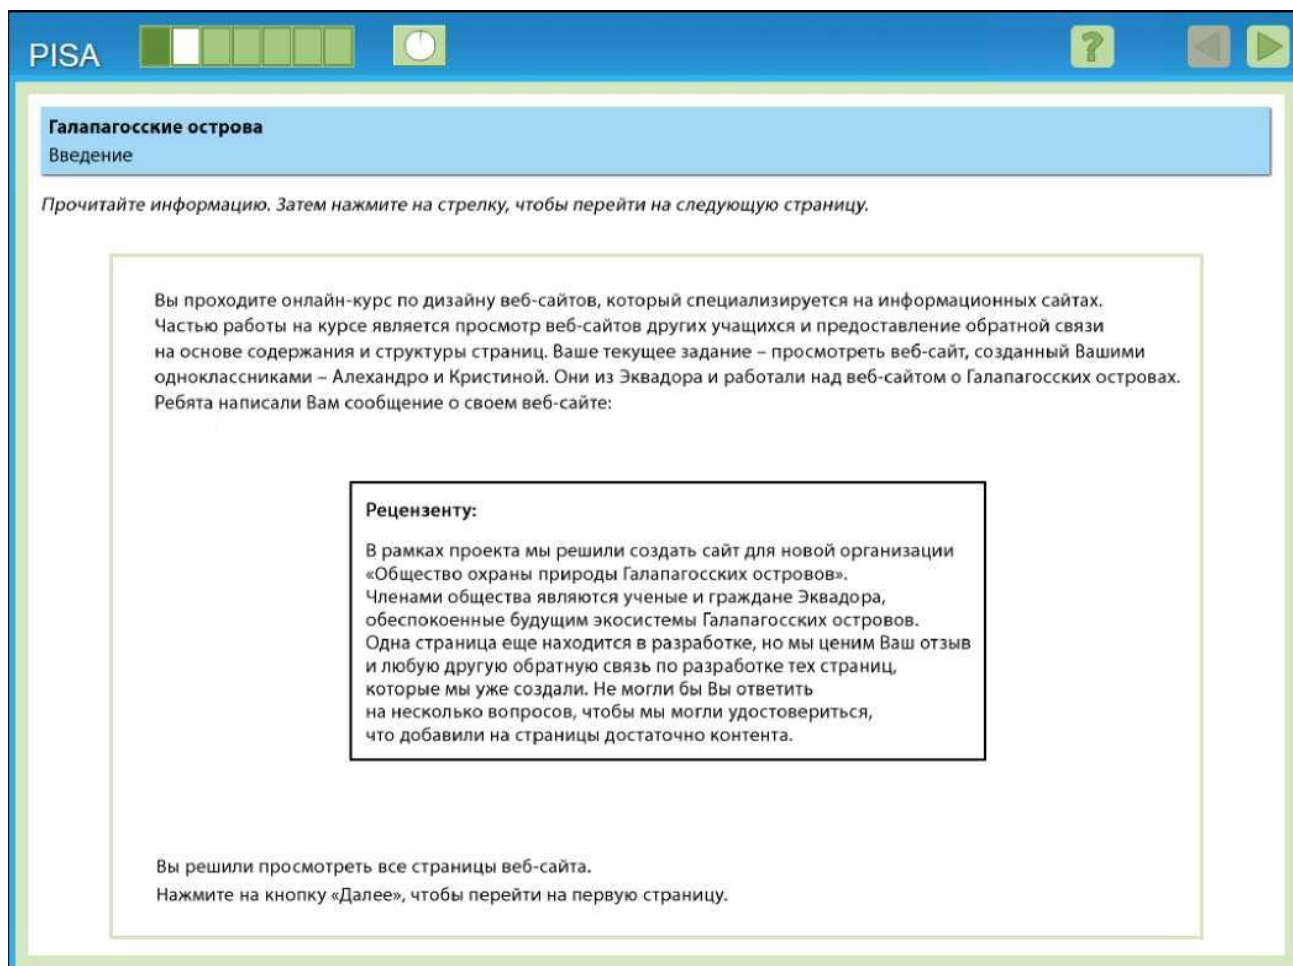 PISA
?
Галапагосские острова
Введение
Прочитайте информацию. Затем нажмите на стрелку, чтобы перейти на следующую страницу.
Вы проходите онлайн-курс по дизайну веб-сайтов, который специализируется на информационных сайтах.
Частью работы на курсе является просмотр веб-сайтов других учащихся и предоставление обратной связи
на основе содержания и структуры страниц. Ваше текущее задание – просмотреть веб-сайт, созданный Вашими
одноклассниками – Алехандро и Кристиной. Они из Эквадора и работали над веб-сайтом о Галапагосских островах.
Ребята написали Вам сообщение о своем веб-сайте:
Рецензенту:
В рамках проекта мы решили создать сайт для новой организации
«Общество охраны природы Галапагосских островов».
Членами общества являются ученые и граждане Эквадора,
обеспокоенные будущим экосистемы Галапагосских островов.
Одна страница еще находится в разработке, но мы ценим Ваш отзыв
и любую другую обратную связь по разработке тех страниц,
которые мы уже создали. Не могли бы Вы ответить
на несколько вопросов, чтобы мы могли удостовериться,
что добавили на страницы достаточно контента.
Вы решили просмотреть все страницы веб-сайта.
Нажмите на кнопку «Далее», чтобы перейти на первую страницу.